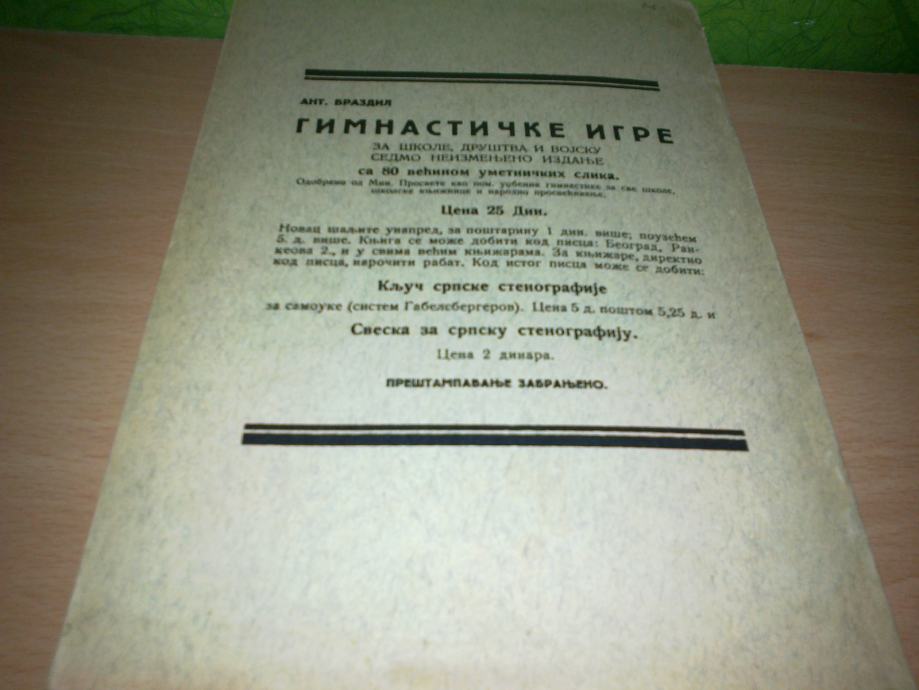 АНТ. БРАЗДИЛ
ГИМНАСТИЧКЕ ИГРЕ
ЗА ШКОЛЕ, ДРУШТВА И ВОЈСКУ
СЕДМО НЕИЗМЕЊЕНО ИЗДАЊЕ
са 80 већином уметничких слика.
Одобрено од Мин. Просвете као пом. уџбеник гимнастике за све школе,
школске књижнице и народно просвећивање.
Цена 25 Дин.
Новац шаљите унапред, за поштарину 1 дин. више; поузећем
5. д. више. Књига се може добити код писца: Београд, Ран-
кеова 2., и у свима већим књижарама. За књижаре, директно
код писца, нарочити рабат. Код истог писца може се добити:
Кључ српске стенографије
за самоуке (систем Габелсбергеров). Цена 5 д. поштом 5,25 д. и
Свеска за српску стенографију.
Цена 2 динара.
ПРЕШТАМПАВАЊЕ ЗАБРАЊЕНО.